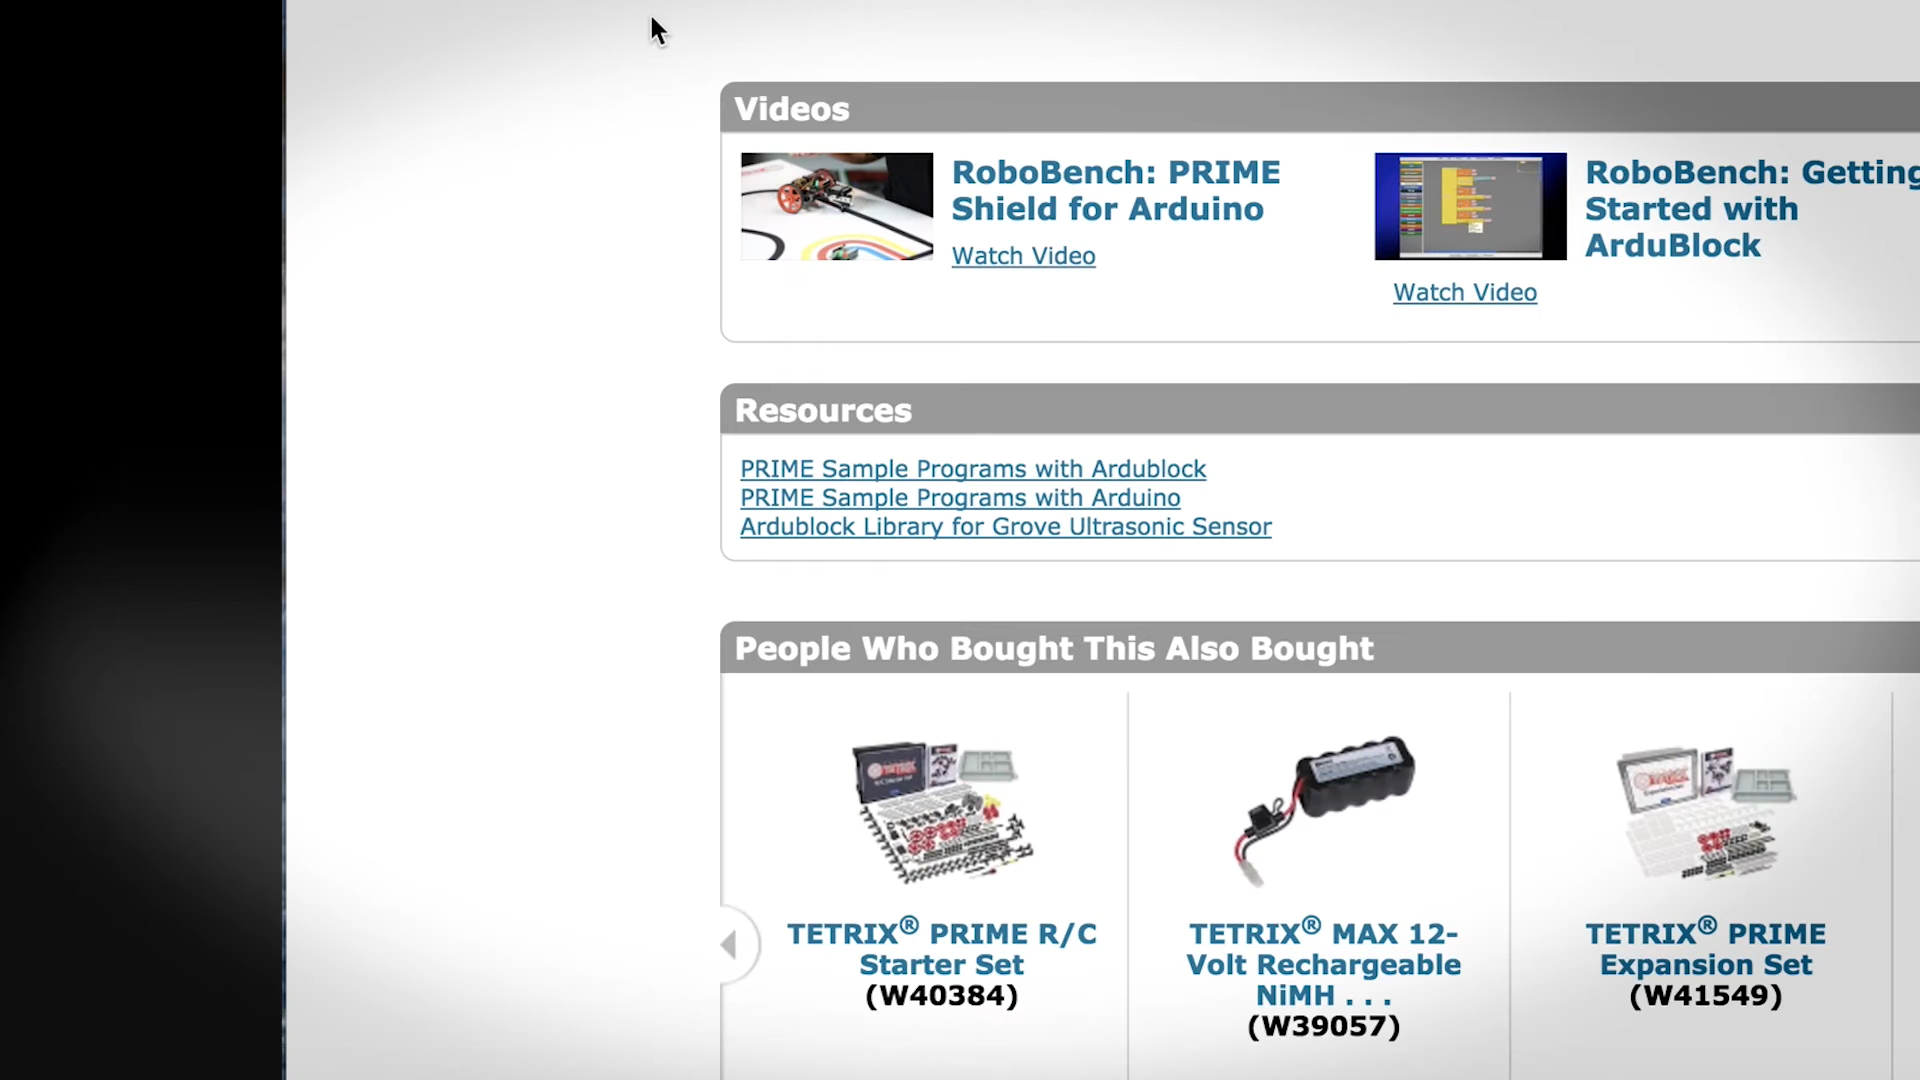 Videos
RoboBench: PRIME
Shield for Arduino
Watch Video
RoboBench: Getting
Started with
ArduBlock
Watch Video
Resources
PRIME Sample Programs with Ardublock
PRIME Sample Programs with Arduino
Ardublock Library for Grove Ultrasonic Sensor
People Who Bought This Also Bought
TETRIX® PRIME R/C
Starter Set
(W40384)
TETRIX® MAX 12-
Volt Rechargeable
NiMH . . .
(W39057)
TETRIX® PRIME
Expansion Set
(W41549)